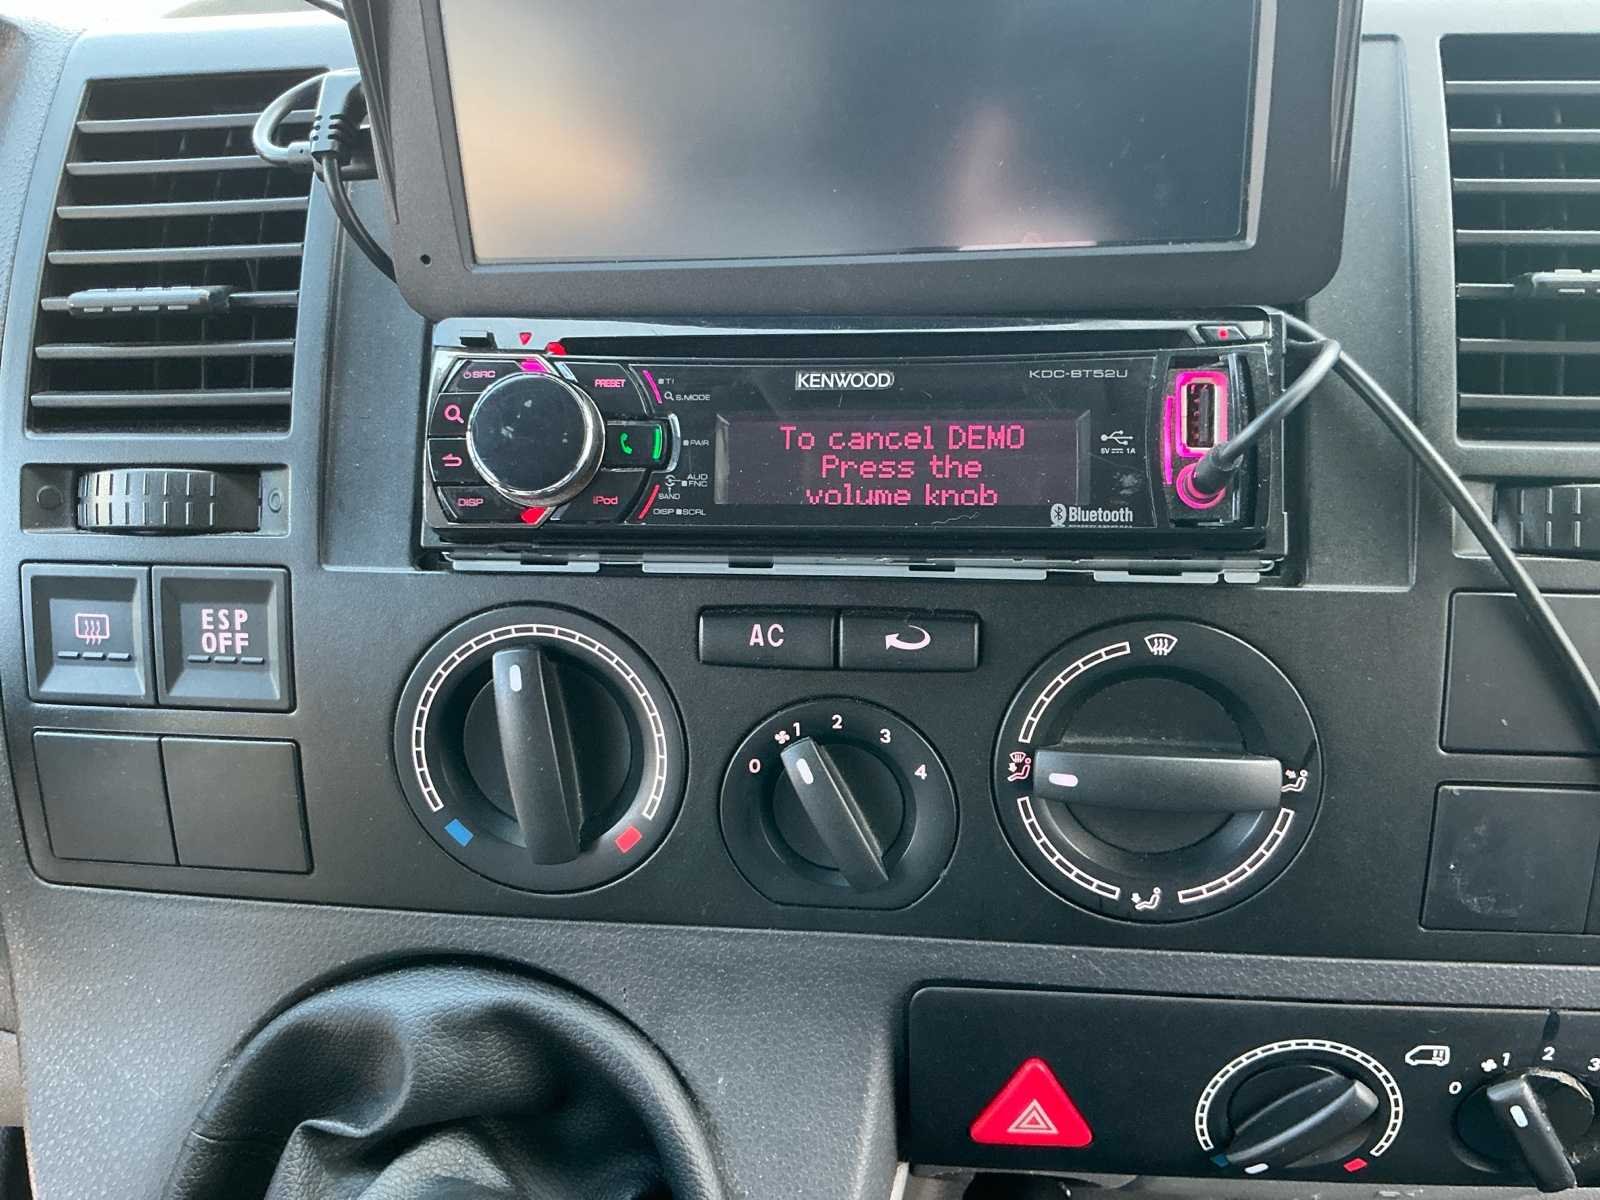 SRC
PRESET
TI
S.MODE
KENWOOD
KDC-BT52U
PAIR
To cancel DEMO
Press the
volume knob
5V 1A
AUD
FNC
BAND
DISP
iPod
DISP SCRL
Bluetooth
ESP
OFF
AC
0 1 2 3 4
0 1 2 3